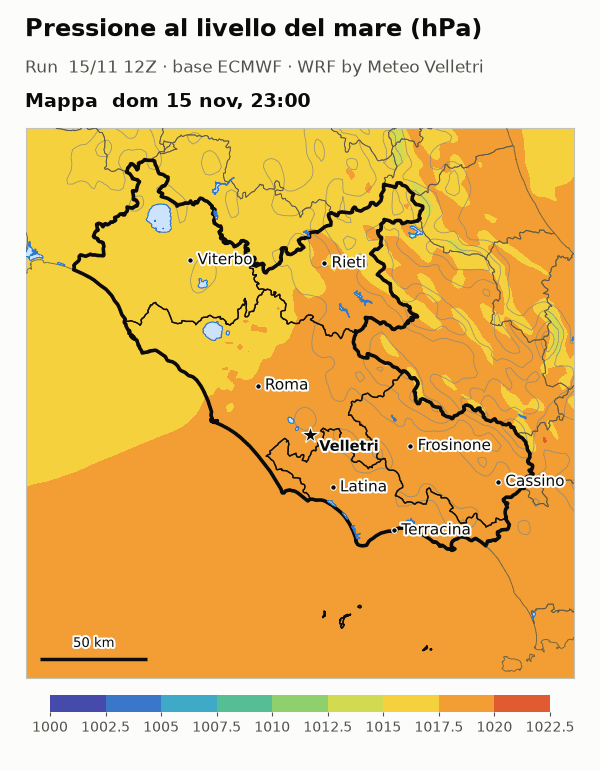 Pressione al livello del mare (hPa)
Run  15/11 12Z · base ECMWF · WRF by Meteo Velletri
Mappa  dom 15 nov, 23:00
Viterbo
Rieti
Roma
Velletri
Frosinone
Cassino
Latina
Terracina
50 km
1000 1002.5 1005 1007.5 1010 1012.5 1015 1017.5 1020 1022.5